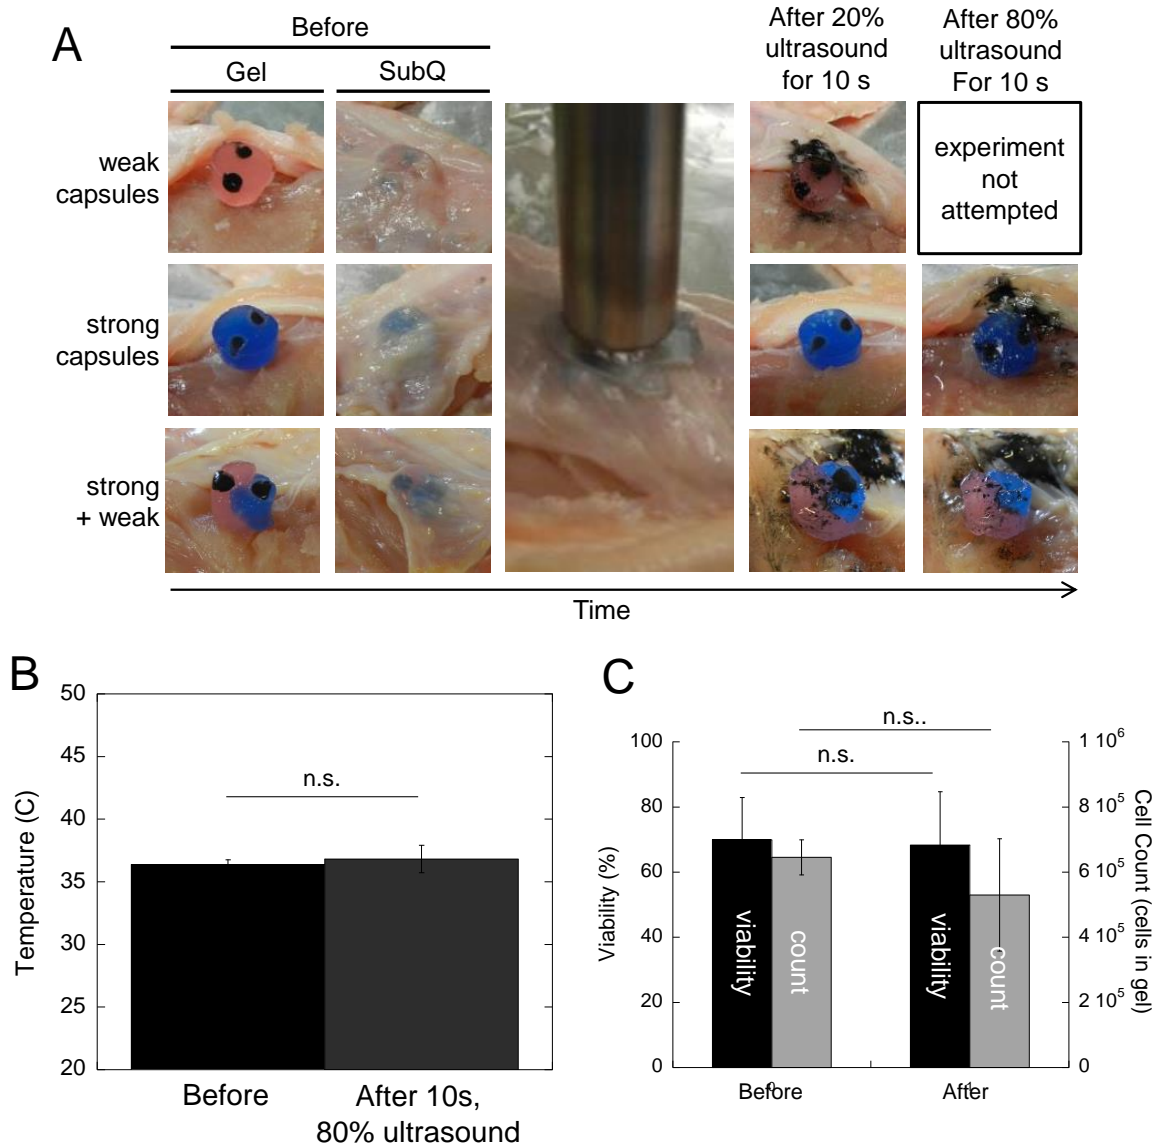 A
Before
Gel
SubQ
After 20%
ultrasound
for 10 s
After 80%
ultrasound
For 10 s
weak
capsules
experiment
not
attempted
strong
capsules
strong
+ weak
Time
B
50
45
40
35
30
25
20
Temperature (C)
n.s.
Before
After 10s,
80% ultrasound
C
n.s..
n.s.
100
80
60
40
20
0
Viability (%)
1 10⁶
8 10⁵
6 10⁵
4 10⁵
2 10⁵
0
Cell Count (cells in gel)
viability
count
viability
count
Before
After